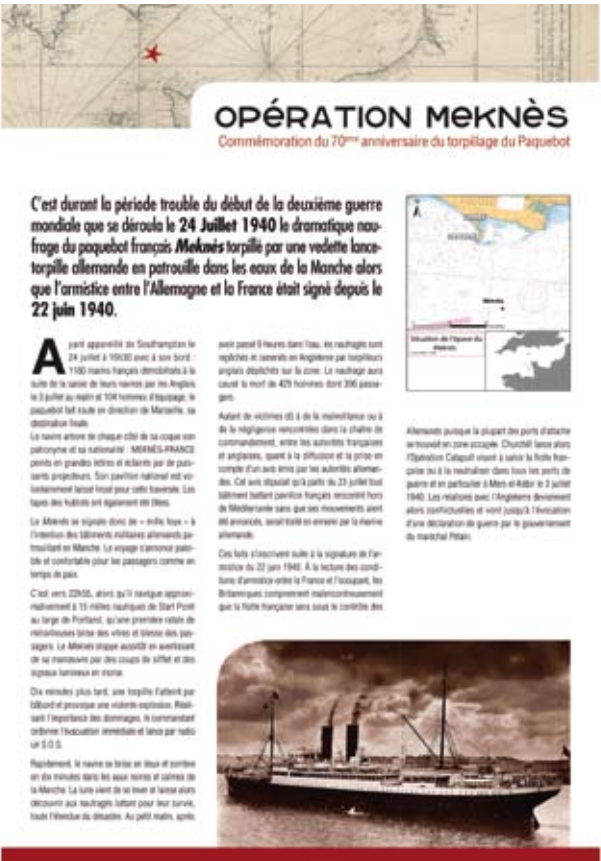 OPÉRATION MEKNÈS
Commémoration du 70ème anniversaire du torpillage du Paquebot
C'est durant la période trouble du début de la deuxième guerre
mondiale que se déroula le 24 Juillet 1940 le dramatique nau-
frage du paquebot français Meknès torpillé par une vedette lance-
torpille allemande en patrouille dans les eaux de la Manche alors
que l'armistice entre l'Allemagne et la France était signé depuis le
22 juin 1940.
Ayant appareillé de Southampton le
24 juillet à 16h30 avec à son bord :
1180 marins français démobilisés à la
suite de la saisie de leurs navires par les Anglais
le 3 juillet au matin et 104 hommes d'équipage, le
paquebot fait route en direction de Marseille, sa
destination finale.
Le navire arbore de chaque côté de sa coque son
patronyme et sa nationalité : MEKNÈS-FRANCE
peints en grandes lettres et éclairés par de puis-
sants projecteurs. Son pavillon national est vo-
lontairement laissé hissé pour cette traversée. Les
tapes des hublots ont également été ôtées.
Le Meknès se signale donc de « mille feux » à
l'intention des bâtiments militaires allemands pa-
trouillant en Manche. Le voyage s'annonce paisi-
ble et confortable pour les passagers comme en
temps de paix.
C'est vers 22h55, alors qu'il navigue approxi-
mativement à 15 milles nautiques de Start Point
au large de Portland, qu'une première rafale de
mitrailleuses brise des vitres et blesse des pas-
sagers. Le Meknès stoppe aussitôt en avertissant
de sa manœuvre par des coups de sifflet et des
signaux lumineux en morse.
Dix minutes plus tard, une torpille l'atteint par
bâbord et provoque une violente explosion. Réali-
sant l'importance des dommages, le commandant
ordonne l'évacuation immédiate et lance par radio
un S.O.S.
Rapidement, le navire se brise en deux et sombre
en dix minutes dans les eaux noires et calmes de
la Manche. La lune vient de se lever et laisse alors
découvrir aux naufragés luttant pour leur survie,
toute l'étendue du désastre. Au petit matin, après
avoir passé 9 heures dans l'eau, les naufragés sont
repêchés et ramenés en Angleterre par torpilleurs
anglais dépêchés sur la zone. Le naufrage aura
causé la mort de 429 hommes dont 396 passa-
gers.
Autant de victimes dû à de la malveillance ou à
de la négligence rencontrées dans la chaîne de
commandement, entre les autorités françaises
et anglaises, quant à la diffusion et la prise en
compte d'un avis émis par les autorités alleman-
des. Cet avis stipulait qu'à partir du 23 juillet tout
bâtiment battant pavillon français rencontré hors
de Méditerranée sans que ses mouvements aient
été annoncés, serait traité en ennemi par la marine
allemande.
Ces faits s'inscrivent suite à la signature de l'ar-
mistice du 22 juin 1940. À la lecture des condi-
tions d'armistice entre la France et l'occupant, les
Britanniques comprennent malencontreusement
que la flotte française sera sous le contrôle des
Meknès
Situation de l'épave du
Meknès
Allemands puisque la plupart des ports d'attache
se trouvait en zone occupée. Churchill lance alors
l'Opération Catapult visant à saisir la flotte fran-
çaise ou à la neutraliser dans tous les ports de
guerre et en particulier à Mers el-Kébir le 3 juillet
1940. Les relations avec l'Angleterre deviennent
alors conflictuelles et vont jusqu'à l'évocation
d'une déclaration de guerre par le gouvernement
du maréchal Pétain.